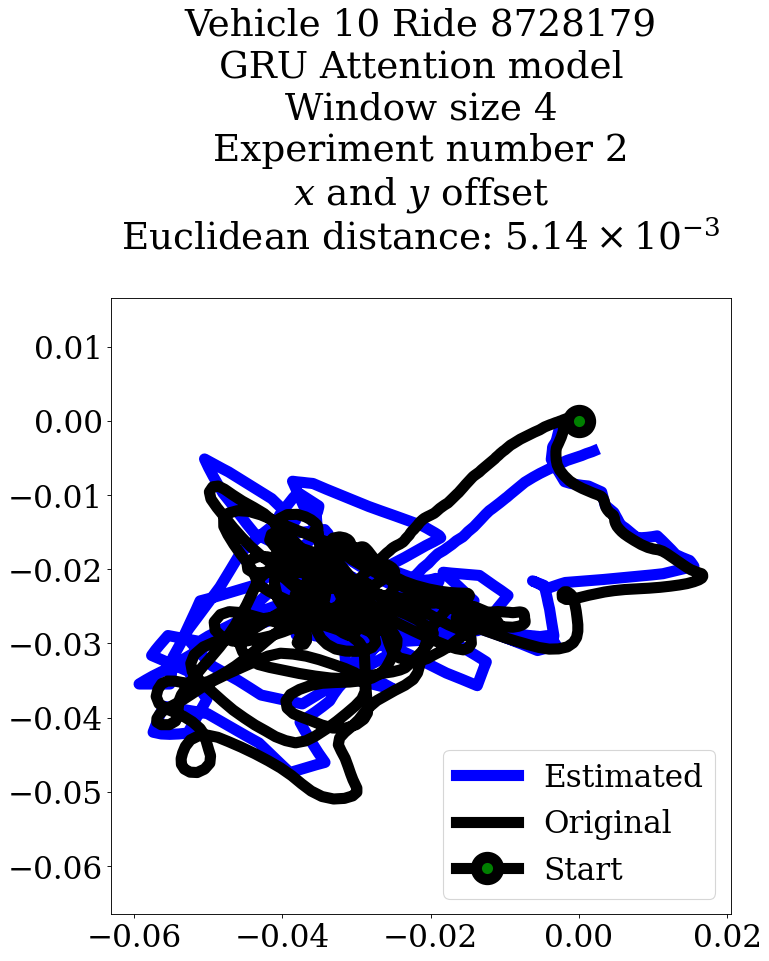 Vehicle 10 Ride 8728179
GRU Attention model
Window size 4
Experiment number 2
x and y offset
Euclidean distance: 5.14 × 10⁻³
0.01
0.00
−0.01
−0.02
−0.03
−0.04
−0.05
−0.06
Estimated
Original
Start
−0.06 −0.04 −0.02 0.00 0.02